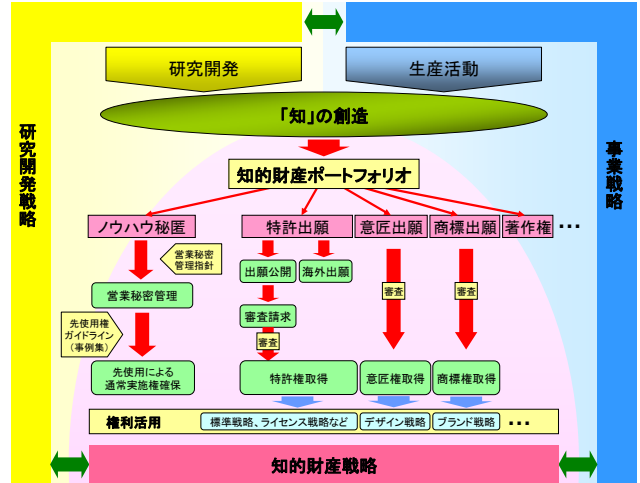 研究開発
生産活動
「知」の創造
研究開発戦略
事業戦略
知的財産ポートフォリオ
ノウハウ秘匿
特許出願
意匠出願
商標出願
著作権
•••
営業秘密
管理指針
出願公開
海外出願
営業秘密管理
審査請求
審査
審査
先使用権
ガイドライン
(事例集)
審査
先使用による
通常実施権確保
特許権取得
意匠権取得
商標権取得
権利活用
標準戦略、ライセンス戦略など
デザイン戦略
ブランド戦略
•••
知的財産戦略